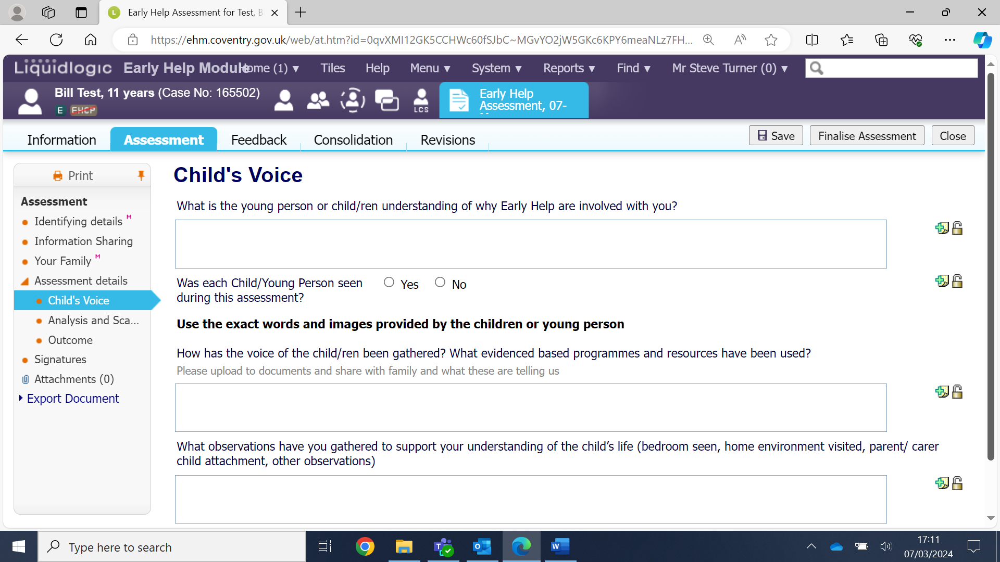 Early Help Assessment for Test, B
https://ehm.coventry.gov.uk/web/at.htm?id=0qvXMI12GK5CCHWc60fSJbC~MGvYO2jW5GKc6KPY6meaNLz7FH...
Liquidlogic Early Help Module ome (1) ▼ Tiles Help Menu ▼ System ▼ Reports ▼ Find ▼ Mr Steve Turner (0) ▼
Bill Test, 11 years (Case No: 165502)
E EHCP
LCS
Early Help
Assessment, 07-
Information Assessment Feedback Consolidation Revisions Save Finalise Assessment Close
Print
Assessment
Identifying details M
Information Sharing
Your Family M
Assessment details
Child's Voice
Analysis and Sca...
Outcome
Signatures
Attachments (0)
Export Document
Child's Voice
What is the young person or child/ren understanding of why Early Help are involved with you?
Was each Child/Young Person seen Yes No
during this assessment?
Use the exact words and images provided by the children or young person
How has the voice of the child/ren been gathered? What evidenced based programmes and resources have been used?
Please upload to documents and share with family and what these are telling us
What observations have you gathered to support your understanding of the child’s life (bedroom seen, home environment visited, parent/ carer
child attachment, other observations)
Type here to search
17:11
07/03/2024